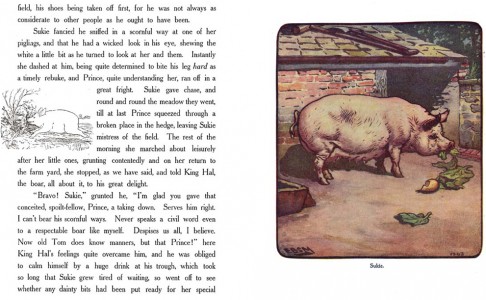 field, his shoes being taken off first, for he was not always as
considerate to other people as he ought to have been.
Sukie fancied he sniffed in a scornful way at one of her
pigliags, and that he had a wicked look in his eye, shewing the
white a little bit as he turned to look at her and them. Instantly
she dashed at him, being quite determined to bite his leg hard as
a timely rebuke, and Prince, quite understanding her, ran off in a
great fright. Sukie gave chase, and
round and round the meadow they went,
till at last Prince squeezed through a
broken place in the hedge, leaving Sukie
mistress of the field. The rest of the
morning she marched about leisurely
after her little ones, grunting contentedly and on her return to
the farm yard, she stopped, as we have said, and told King Hal,
the boar, all about it, to his great delight.
"Bravo! Sukie," grunted he, "I'm glad you gave that
conceited, spoilt-fellow, Prince, a taking down. Serves him right.
I can't bear his scornful ways. Never speaks a civil word even
to a respectable boar like myself. Despises us all, I believe.
Now old Tom does know manners, but that Prince!" here
King Hal's feelings quite overcame him, and he was obliged
to calm himself by a huge drink at his trough, which took
so long that Sukie grew tired of waiting, so went off to see
whether any dainty bits had been put ready for her special
Sukie.